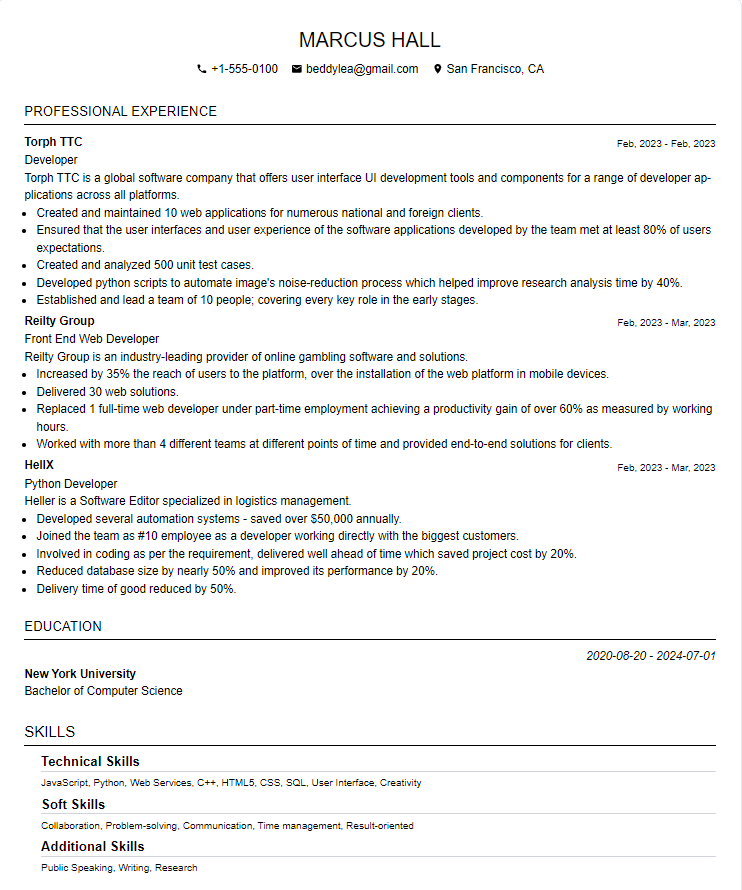 MARCUS HALL
+1-555-0100 beddylea@gmail.com San Francisco, CA
PROFESSIONAL EXPERIENCE
Torph TTC Feb, 2023 - Feb, 2023
Developer
Torph TTC is a global software company that offers user interface UI development tools and components for a range of developer ap-
plications across all platforms.
• Created and maintained 10 web applications for numerous national and foreign clients.
• Ensured that the user interfaces and user experience of the software applications developed by the team met at least 80% of users
expectations.
• Created and analyzed 500 unit test cases.
• Developed python scripts to automate image's noise-reduction process which helped improve research analysis time by 40%.
• Established and lead a team of 10 people; covering every key role in the early stages.
Reilty Group Feb, 2023 - Mar, 2023
Front End Web Developer
Reilty Group is an industry-leading provider of online gambling software and solutions.
• Increased by 35% the reach of users to the platform, over the installation of the web platform in mobile devices.
• Delivered 30 web solutions.
• Replaced 1 full-time web developer under part-time employment achieving a productivity gain of over 60% as measured by working
hours.
• Worked with more than 4 different teams at different points of time and provided end-to-end solutions for clients.
HellX Feb, 2023 - Mar, 2023
Python Developer
Heller is a Software Editor specialized in logistics management.
• Developed several automation systems - saved over $50,000 annually.
• Joined the team as #10 employee as a developer working directly with the biggest customers.
• Involved in coding as per the requirement, delivered well ahead of time which saved project cost by 20%.
• Reduced database size by nearly 50% and improved its performance by 20%.
• Delivery time of good reduced by 50%.
EDUCATION
2020-08-20 - 2024-07-01
New York University
Bachelor of Computer Science
SKILLS
Technical Skills
JavaScript, Python, Web Services, C++, HTML5, CSS, SQL, User Interface, Creativity
Soft Skills
Collaboration, Problem-solving, Communication, Time management, Result-oriented
Additional Skills
Public Speaking, Writing, Research